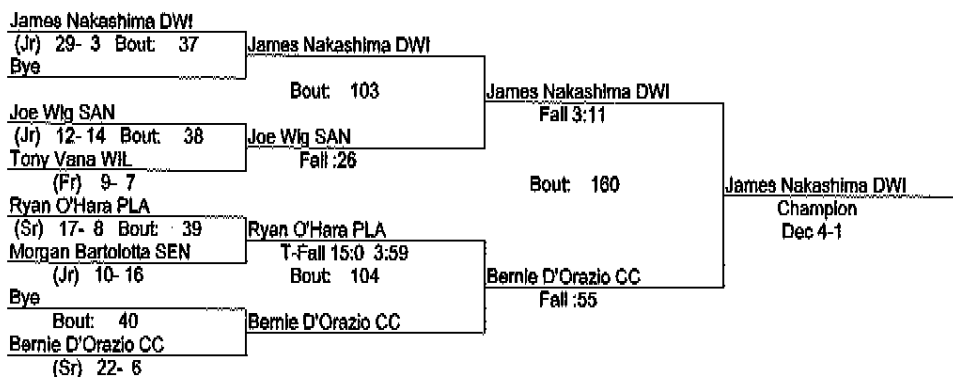 James Nakashima DWI
(Jr) 29- 3 Bout: 37
Bye
James Nakashima DWI
Bout: 103
Joe Wig SAN
(Jr) 12- 14 Bout: 38
Tony Vana WIL
(Fr) 9- 7
Joe Wig SAN
Fall :26
James Nakashima DWI
Fall 3:11
Bout: 160
Ryan O'Hara PLA
(Sr) 17- 8 Bout: 39
Morgan Bartolotta SEN
(Jr) 10- 16
Ryan O'Hara PLA
T-Fall 15:0 3:59
Bout: 104
Bye
Bout: 40
Bernie D'Orazio CC
(Sr) 22- 6
Bernie D'Orazio CC
Bernie D'Orazio CC
Fall :55
James Nakashima DWI
Champion
Dec 4-1